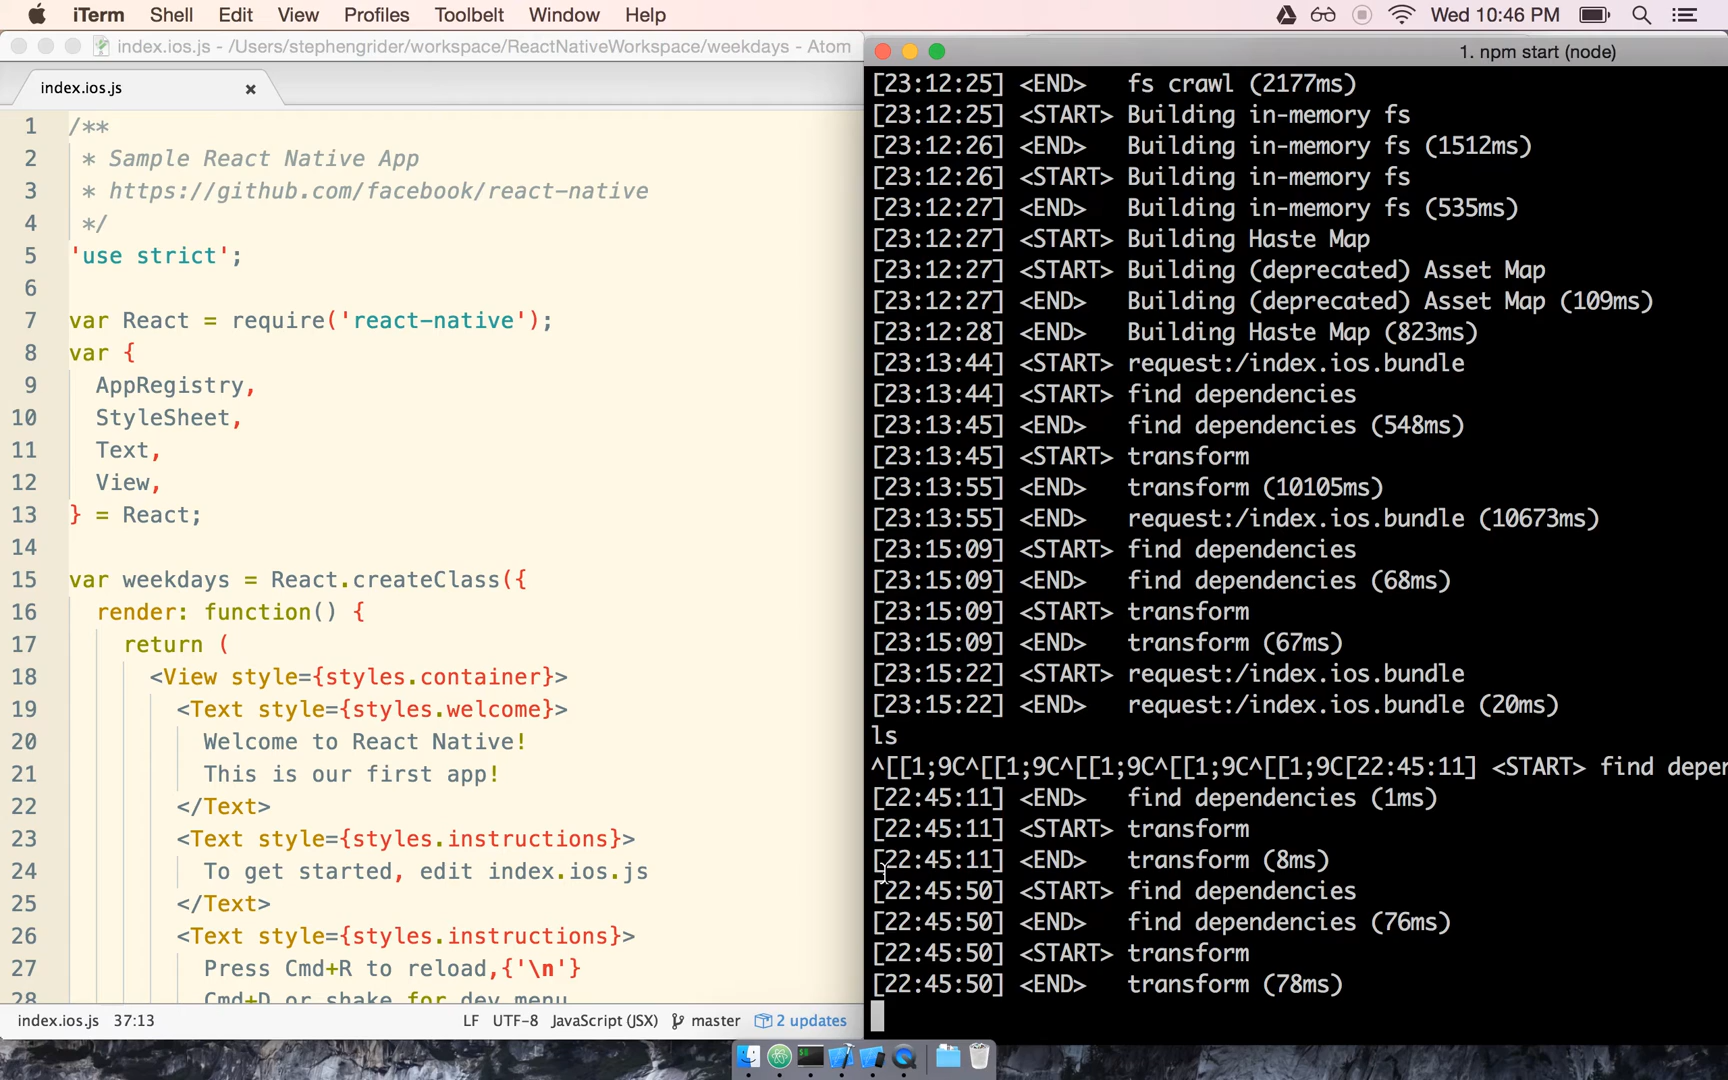 iTerm Shell Edit View Profiles Toolbelt Window Help
Wed 10:46 PM
index.ios.js - /Users/stephengrider/workspace/ReactNativeWorkspace/weekdays - Atom
index.ios.js
1 /**
2 * Sample React Native App
3 * https://github.com/facebook/react-native
4 */
5 'use strict';
6
7 var React = require('react-native');
8 var {
9 AppRegistry,
10 StyleSheet,
11 Text,
12 View,
13 } = React;
14
15 var weekdays = React.createClass({
16 render: function() {
17 return (
18 <View style={styles.container}>
19 <Text style={styles.welcome}>
20 Welcome to React Native!
21 This is our first app!
22 </Text>
23 <Text style={styles.instructions}>
24 To get started, edit index.ios.js
25 </Text>
26 <Text style={styles.instructions}>
27 Press Cmd+R to reload,{'\n'}
28 Cmd+D or shake for dev menu
index.ios.js 37:13 LF UTF-8 JavaScript (JSX) master 2 updates
1. npm start (node)
[23:12:25] <END> fs crawl (2177ms)
[23:12:25] <START> Building in-memory fs
[23:12:26] <END> Building in-memory fs (1512ms)
[23:12:26] <START> Building in-memory fs
[23:12:27] <END> Building in-memory fs (535ms)
[23:12:27] <START> Building Haste Map
[23:12:27] <START> Building (deprecated) Asset Map
[23:12:27] <END> Building (deprecated) Asset Map (109ms)
[23:12:28] <END> Building Haste Map (823ms)
[23:13:44] <START> request:/index.ios.bundle
[23:13:44] <START> find dependencies
[23:13:45] <END> find dependencies (548ms)
[23:13:45] <START> transform
[23:13:55] <END> transform (10105ms)
[23:13:55] <END> request:/index.ios.bundle (10673ms)
[23:15:09] <START> find dependencies
[23:15:09] <END> find dependencies (68ms)
[23:15:09] <START> transform
[23:15:09] <END> transform (67ms)
[23:15:22] <START> request:/index.ios.bundle
[23:15:22] <END> request:/index.ios.bundle (20ms)
ls
^[[1;9C^[[1;9C^[[1;9C^[[1;9C^[[1;9C[22:45:11] <START> find deper
[22:45:11] <END> find dependencies (1ms)
[22:45:11] <START> transform
[22:45:11] <END> transform (8ms)
[22:45:50] <START> find dependencies
[22:45:50] <END> find dependencies (76ms)
[22:45:50] <START> transform
[22:45:50] <END> transform (78ms)